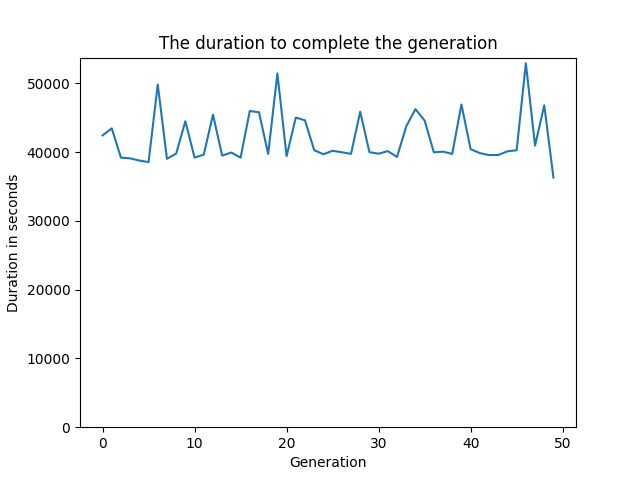 The duration to complete the generation
50000
40000
30000
20000
10000
0
Duration in seconds
0 10 20 30 40 50
Generation